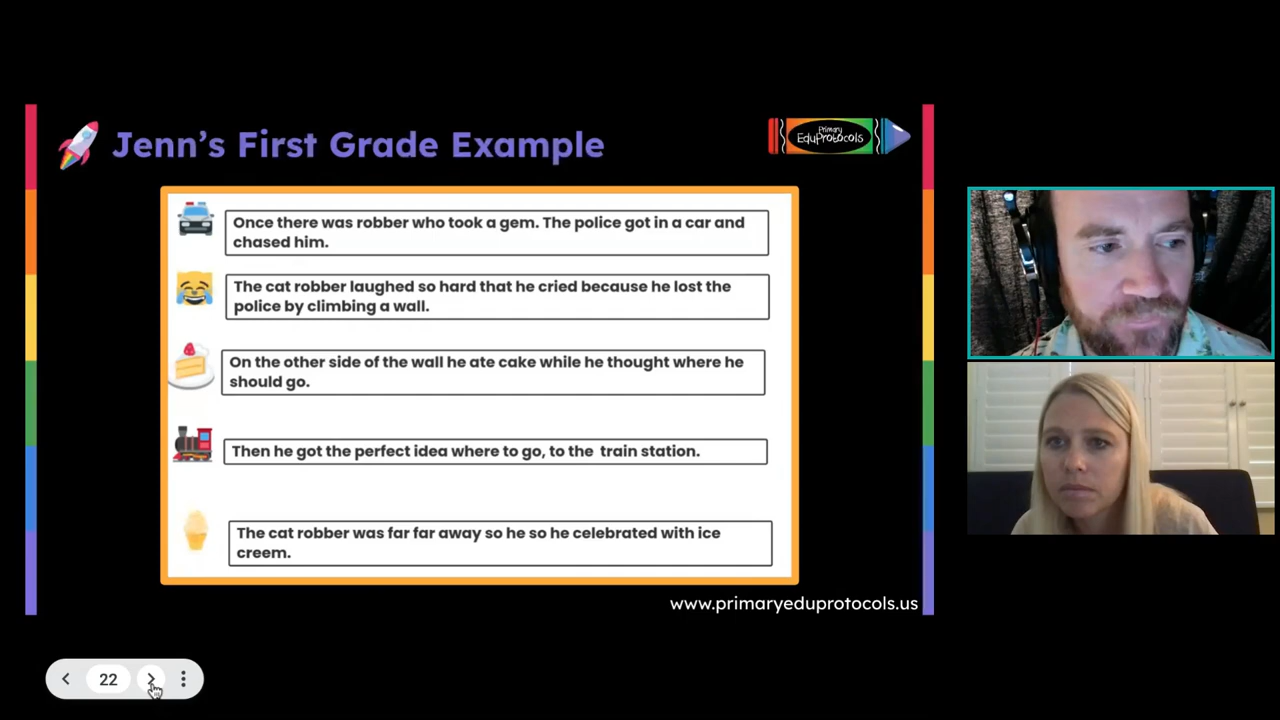 Jenn's First Grade Example
Primary
EduProtocols
Once there was robber who took a gem. The police got in a car and
chased him.
The cat robber laughed so hard that he cried because he lost the
police by climbing a wall.
On the other side of the wall he ate cake while he thought where he
should go.
Then he got the perfect idea where to go, to the train station.
The cat robber was far far away so he so he celebrated with ice
creem.
www.primaryeduprotocols.us
22